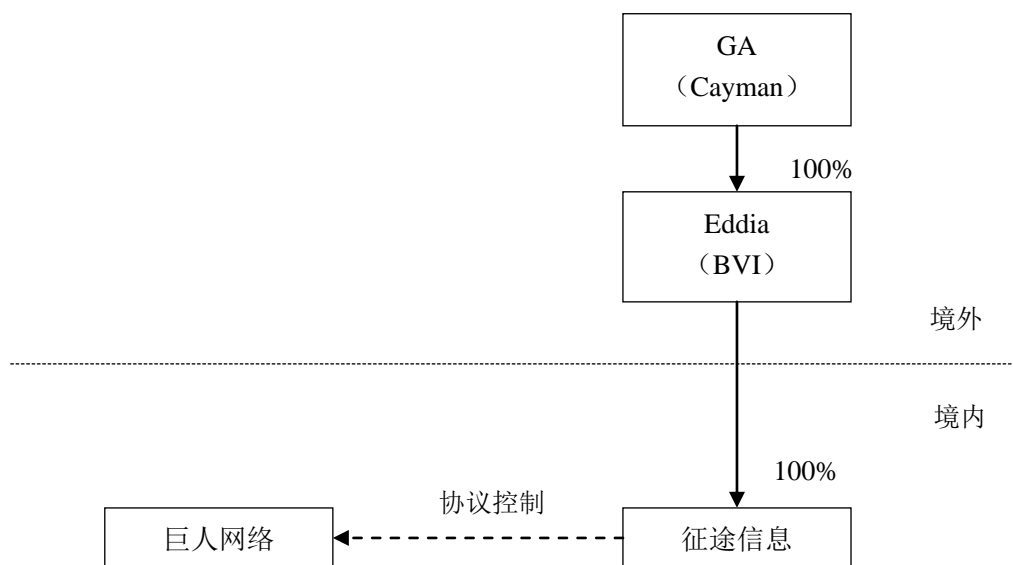 GA
（Cayman）
100%
Eddia
（BVI）
境外
境内
100%
协议控制
巨人网络
征途信息